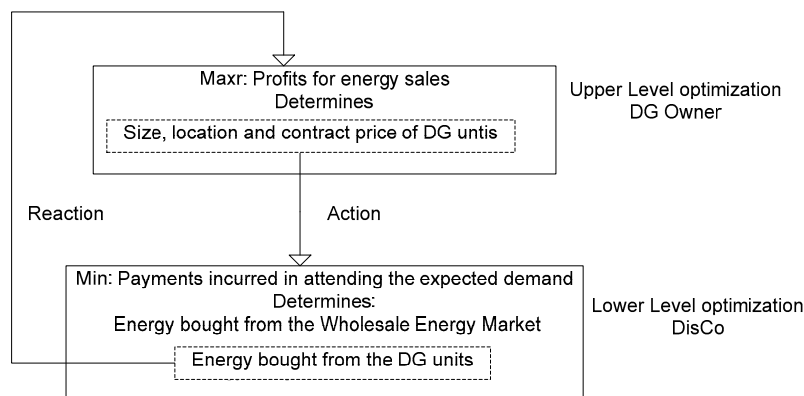 Maxr: Profits for energy sales
Determines
Size, location and contract price of DG untis
Upper Level optimization
DG Owner
Reaction
Action
Min: Payments incurred in attending the expected demand
Determines:
Energy bought from the Wholesale Energy Market
Energy bought from the DG units
Lower Level optimization
DisCo